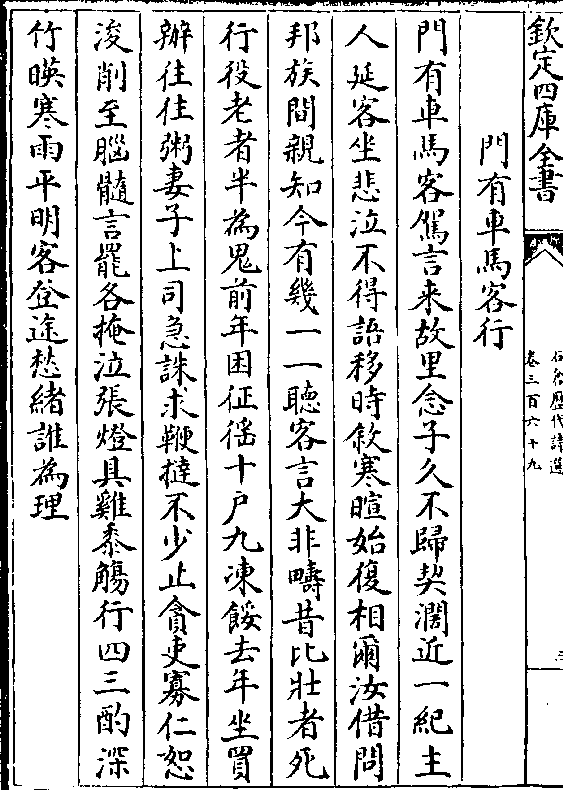 欽定四庫全書
石倉歷代詩選
卷三百六十九
門有車馬客行
門有車馬客駕言来故里念子久不歸契濶近一紀主
人延客坐悲泣不得語移時敘寒暄始復相爾汝借問
邦族間親知今有幾一一聽客言大非疇昔比壯者死
行役老者半為鬼前年困征徭十戸九凍餒去年坐買
辦往往粥妻子上司急誅求鞭撻不少止貪吏寡仁恕
浚削至腦髓言罷各掩泣張燈具雞黍觴行四三酌深
竹暎寒雨平明客登途愁緒誰為理